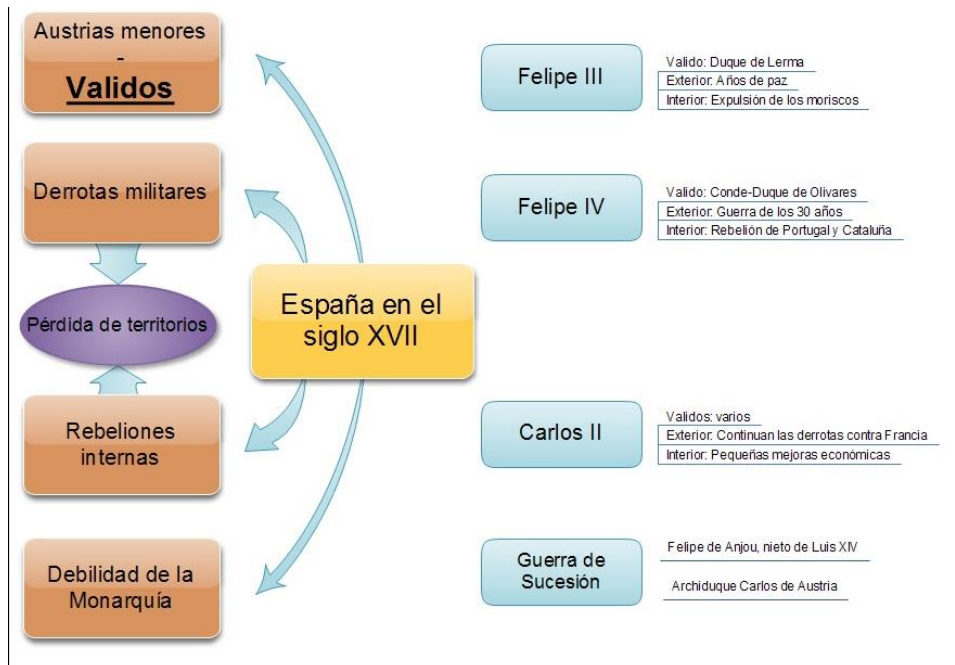 Austrias menores
-
Validos
Derrotas militares
Pérdida de territorios
Rebeliones
internas
Debilidad de la
Monarquía
España en el
siglo XVII
Felipe III
Valido: Duque de Lerma
Exterior: Años de paz
Interior: Expulsión de los moriscos
Felipe IV
Valido: Conde-Duque de Olivares
Exterior: Guerra de los 30 años
Interior: Rebelión de Portugal y Cataluña
Carlos II
Validos: varios
Exterior: Continuan las derrotas contra Francia
Interior: Pequeñas mejoras económicas
Guerra de
Sucesión
Felipe de Anjou, nieto de Luis XIV
Archiduque Carlos de Austria